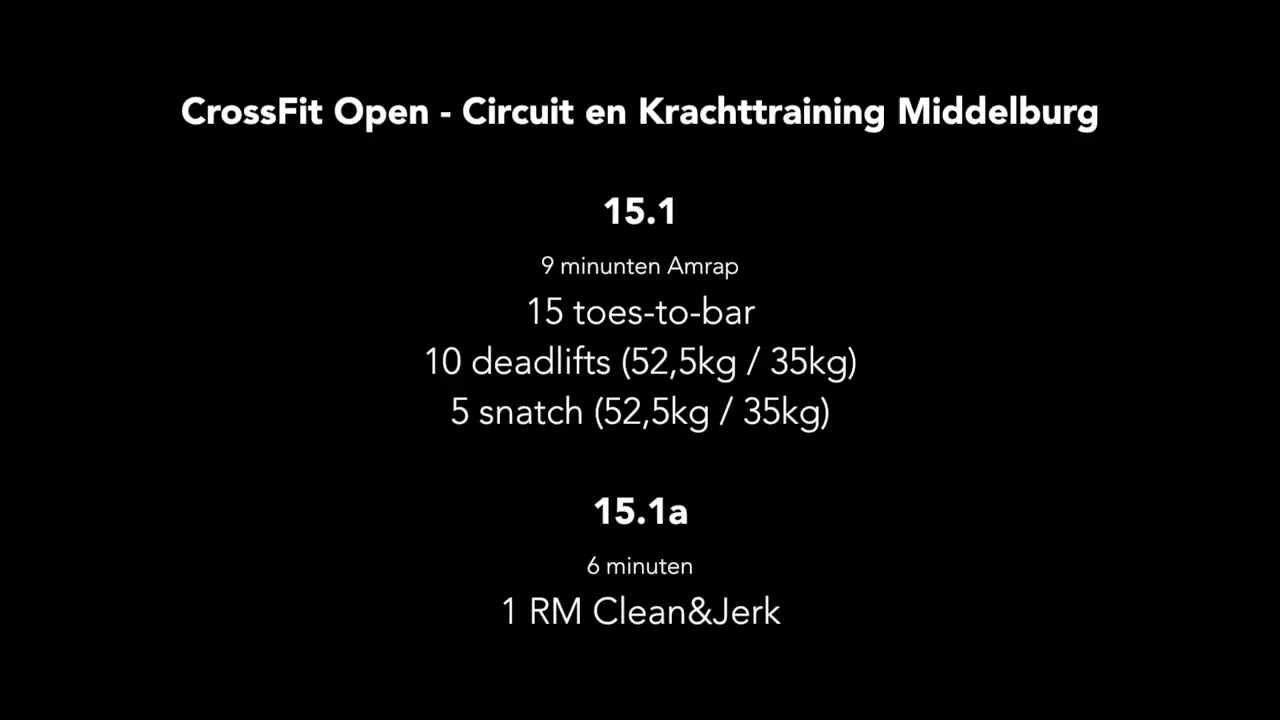 CrossFit Open - Circuit en Krachttraining Middelburg
15.1
9 minunten Amrap
15 toes-to-bar
10 deadlifts (52,5kg / 35kg)
5 snatch (52,5kg / 35kg)
15.1a
6 minuten
1 RM Clean&Jerk